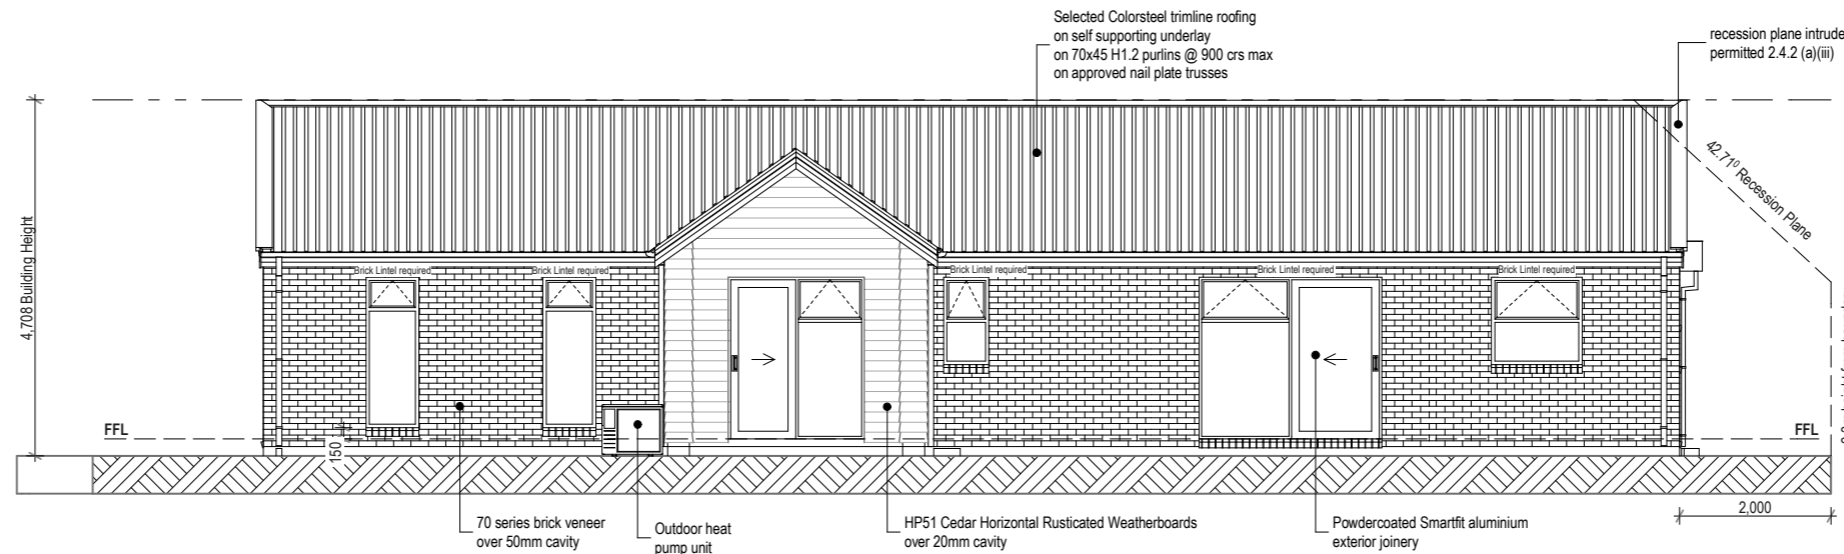 Selected Colorsteel trimline roofing
on self supporting underlay
on 70x45 H1.2 purlins @ 900 crs max
on approved nail plate trusses
recession plane intrude
permitted 2.4.2 (a)(iii)
42.71⁰ Recession Plane
4,708 Building Height
Brick Lintel required
Brick Lintel required
Brick Lintel required
Brick Lintel required
Brick Lintel required
FFL
FFL
150
2,000
70 series brick veneer
over 50mm cavity
Outdoor heat
pump unit
HP51 Cedar Horizontal Rusticated Weatherboards
over 20mm cavity
Powdercoated Smartfit aluminium
exterior joinery